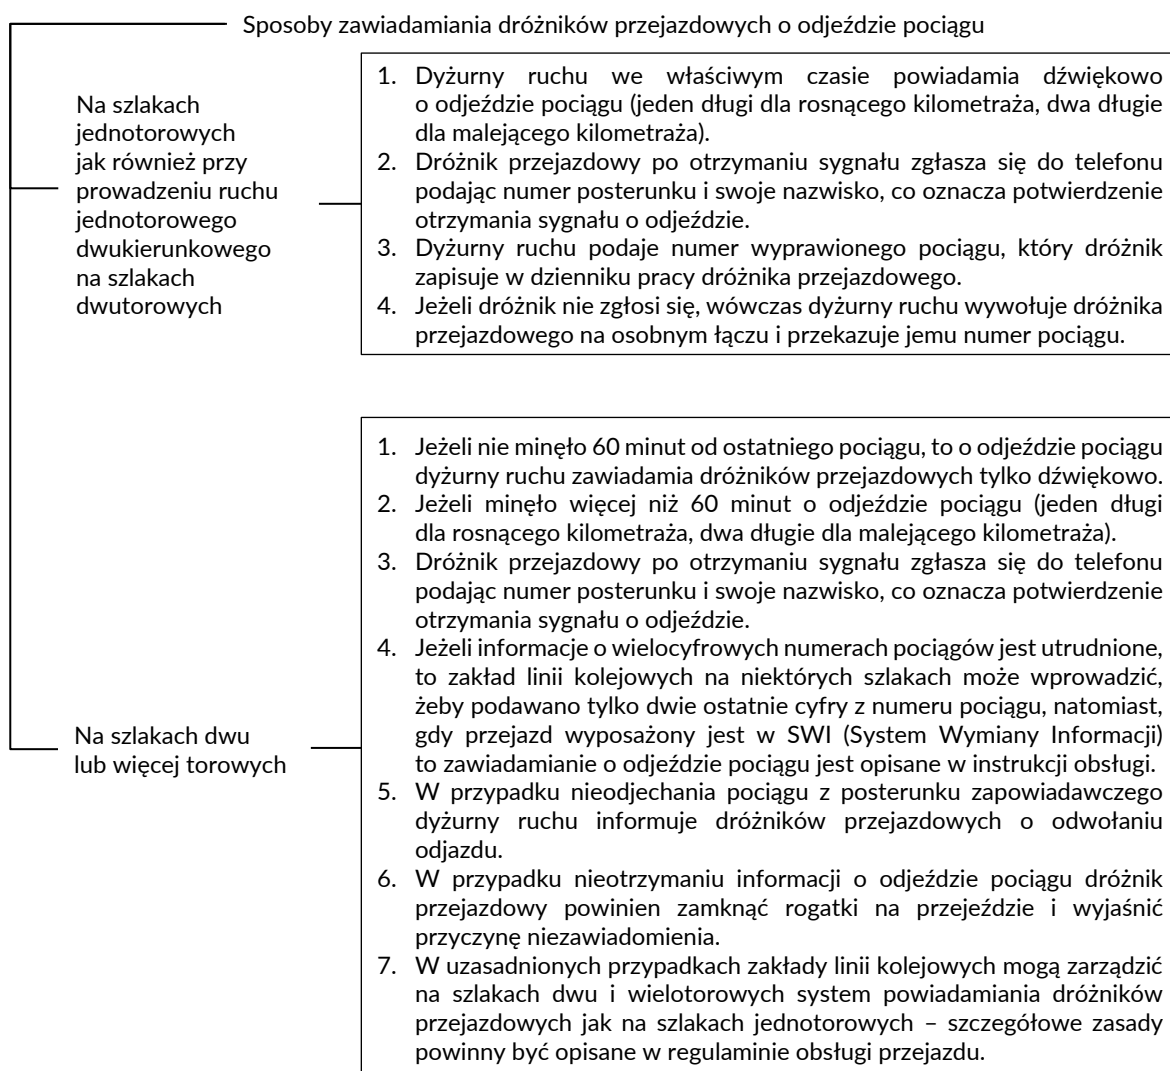 Sposoby zawiadamiania dróżników przejazdowych o odjeździe pociągu
Na szlakach
jednotorowych
jak również przy
prowadzeniu ruchu
jednotorowego
dwukierunkowego
na szlakach
dwutorowych
1. Dyżurny ruchu we właściwym czasie powiadamia dźwiękowo
o odjeździe pociągu (jeden długi dla rosnącego kilometraża, dwa długie
dla malejącego kilometraża).
2. Dróżnik przejazdowy po otrzymaniu sygnału zgłasza się do telefonu
podając numer posterunku i swoje nazwisko, co oznacza potwierdzenie
otrzymania sygnału o odjeździe.
3. Dyżurny ruchu podaje numer wyprawionego pociągu, który dróżnik
zapisuje w dzienniku pracy dróżnika przejazdowego.
4. Jeżeli dróżnik nie zgłosi się, wówczas dyżurny ruchu wywołuje dróżnika
przejazdowego na osobnym łączu i przekazuje jemu numer pociągu.
Na szlakach dwu
lub więcej torowych
1. Jeżeli nie minęło 60 minut od ostatniego pociągu, to o odjeździe pociągu
dyżurny ruchu zawiadamia dróżników przejazdowych tylko dźwiękowo.
2. Jeżeli minęło więcej niż 60 minut o odjeździe pociągu (jeden długi
dla rosnącego kilometraża, dwa długie dla malejącego kilometraża).
3. Dróżnik przejazdowy po otrzymaniu sygnału zgłasza się do telefonu
podając numer posterunku i swoje nazwisko, co oznacza potwierdzenie
otrzymania sygnału o odjeździe.
4. Jeżeli informacje o wielocyfrowych numerach pociągów jest utrudnione,
to zakład linii kolejowych na niektórych szlakach może wprowadzić,
żeby podawano tylko dwie ostatnie cyfry z numeru pociągu, natomiast,
gdy przejazd wyposażony jest w SWI (System Wymiany Informacji)
to zawiadamianie o odjeździe pociągu jest opisane w instrukcji obsługi.
5. W przypadku nieodjechania pociągu z posterunku zapowiadawczego
dyżurny ruchu informuje dróżników przejazdowych o odwołaniu
odjazdu.
6. W przypadku nieotrzymaniu informacji o odjeździe pociągu dróżnik
przejazdowy powinien zamknąć rogatki na przejeździe i wyjaśnić
przyczynę niezawiadomienia.
7. W uzasadnionych przypadkach zakłady linii kolejowych mogą zarządzić
na szlakach dwu i wielotorowych system powiadamiania dróżników
przejazdowych jak na szlakach jednotorowych – szczegółowe zasady
powinny być opisane w regulaminie obsługi przejazdu.